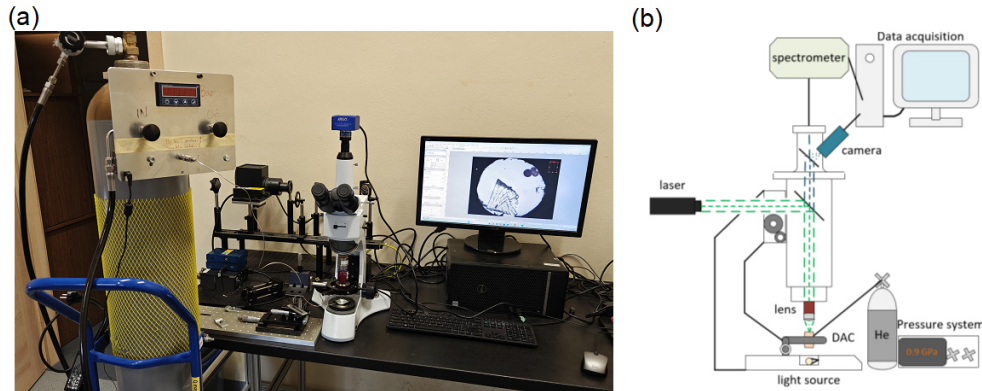 (a)
(b)
Data acquisition
spectrometer
camera
laser
lens
DAC
He
Pressure system
0.9 GPa
light source